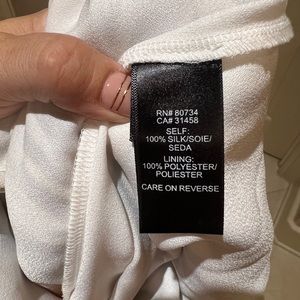 RN# 80734
CA# 31458
SELF:
100% SILK/SOIE/
SEDA
LINING:
100% POLYESTER/
POLIESTER
CARE ON REVERSE